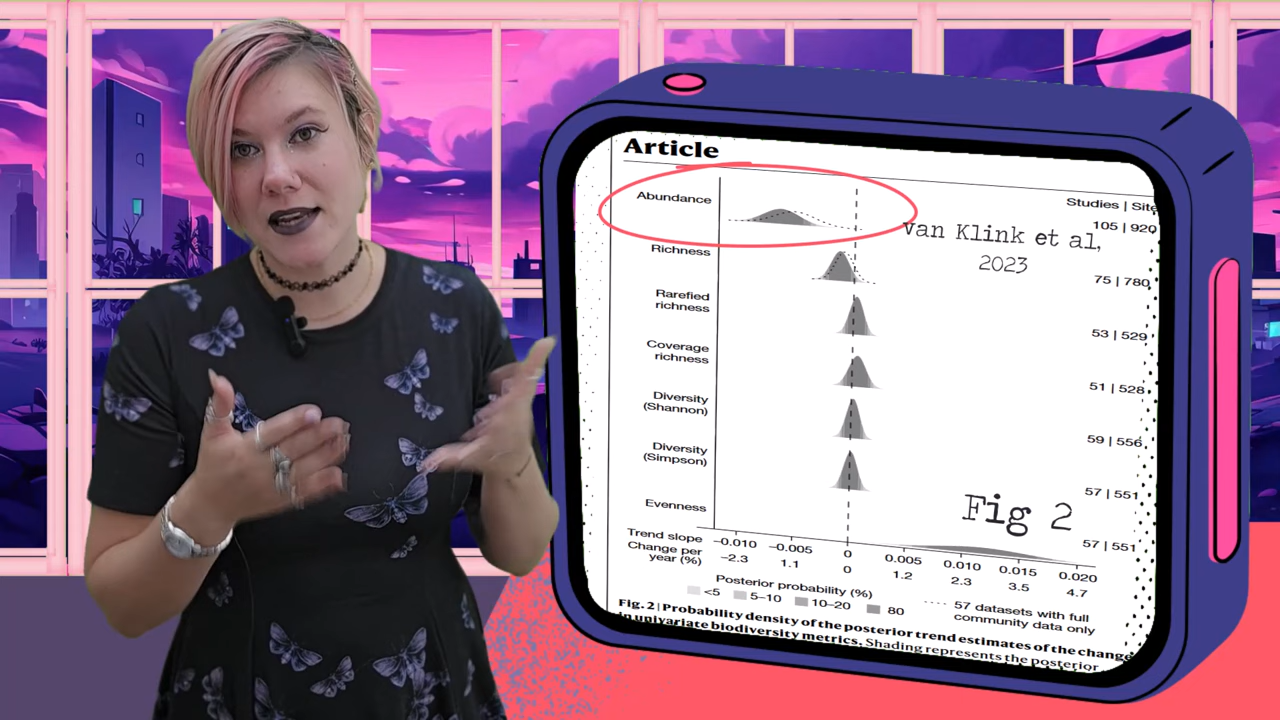 Article
Studies | Site
Abundance
105 | 920
Van Klink et al,
2023
Richness
75 | 780
Rarefied
richness
53 | 529
Coverage
richness
51 | 528
Diversity
(Shannon)
59 | 556
Diversity
(Simpson)
57 | 551
Fig 2
Evenness
57 | 551
Trend slope
−0.010 −0.005 0 0.005 0.010 0.015 0.020
Change per
year (%)
−2.3 1.1 0 1.2 2.3 3.5 4.7
Posterior probability (%)
<5 5–10 10–20 80
57 datasets with full
community data only
Fig. 2 | Probability density of the posterior trend estimates of the change
in univariate biodiversity metrics. Shading represents the posterior